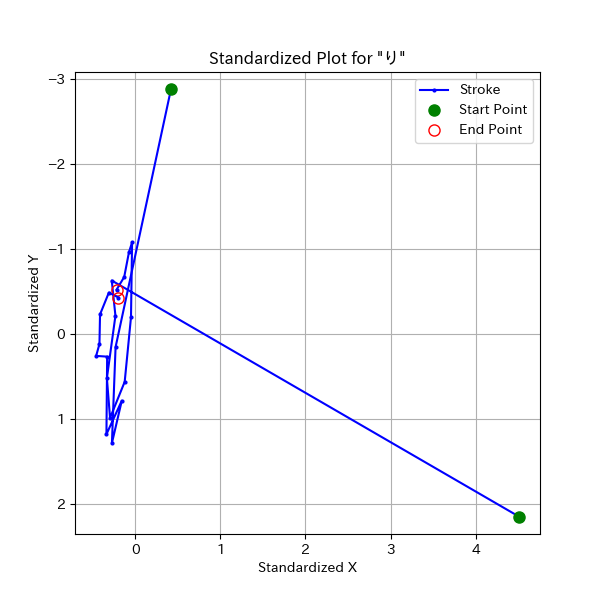 Standardized Plot for "り"
Stroke
Start Point
End Point
−3
−2
−1
0
1
2
Standardized Y
0 1 2 3 4
Standardized X